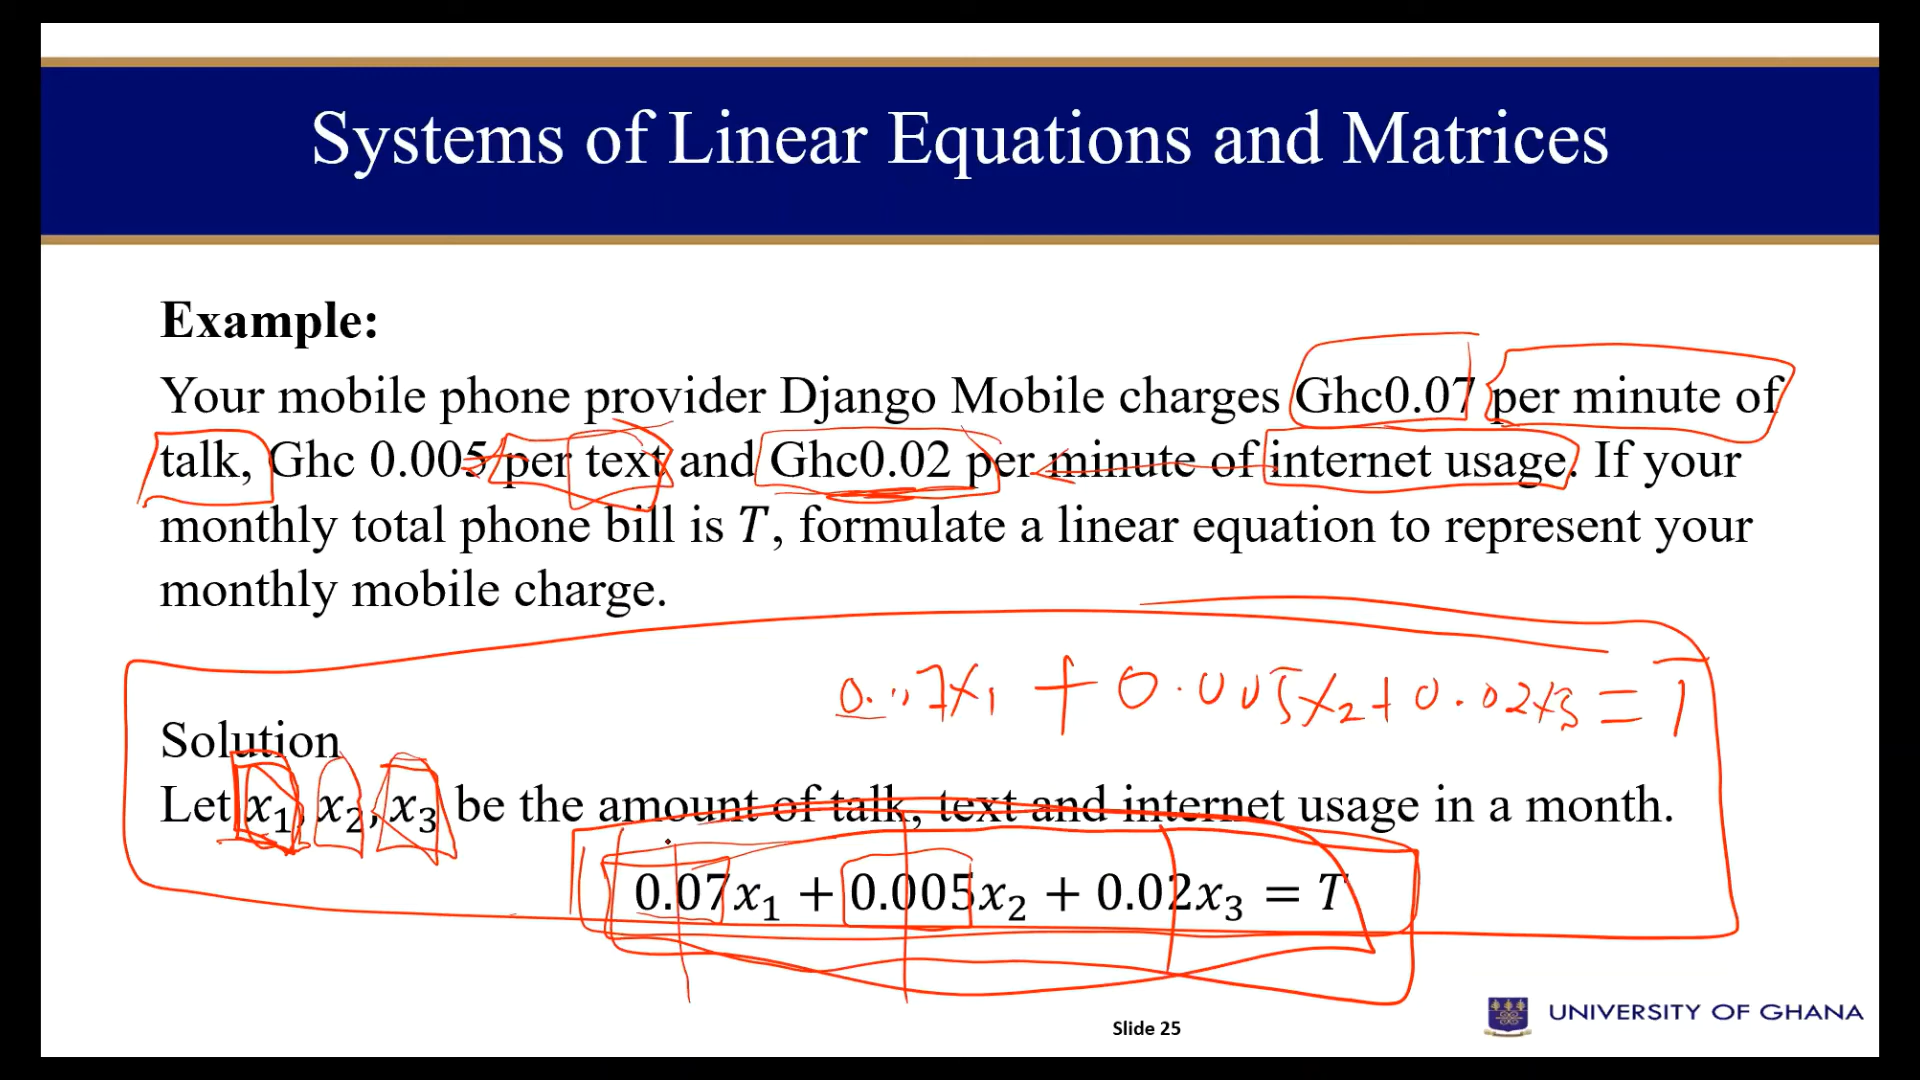 Systems of Linear Equations and Matrices
Example:
Your mobile phone provider Django Mobile charges Ghc0.07 per minute of
talk, Ghc 0.005 per text and Ghc0.02 per minute of internet usage. If your
monthly total phone bill is T, formulate a linear equation to represent your
monthly mobile charge.
0.07x₁ + 0.005x₂ + 0.02x₃ = T
Solution
Let x₁, x₂, x₃ be the amount of talk, text and internet usage in a month.
0.07x₁ + 0.005x₂ + 0.02x₃ = T
UNIVERSITY OF GHANA
Slide 25